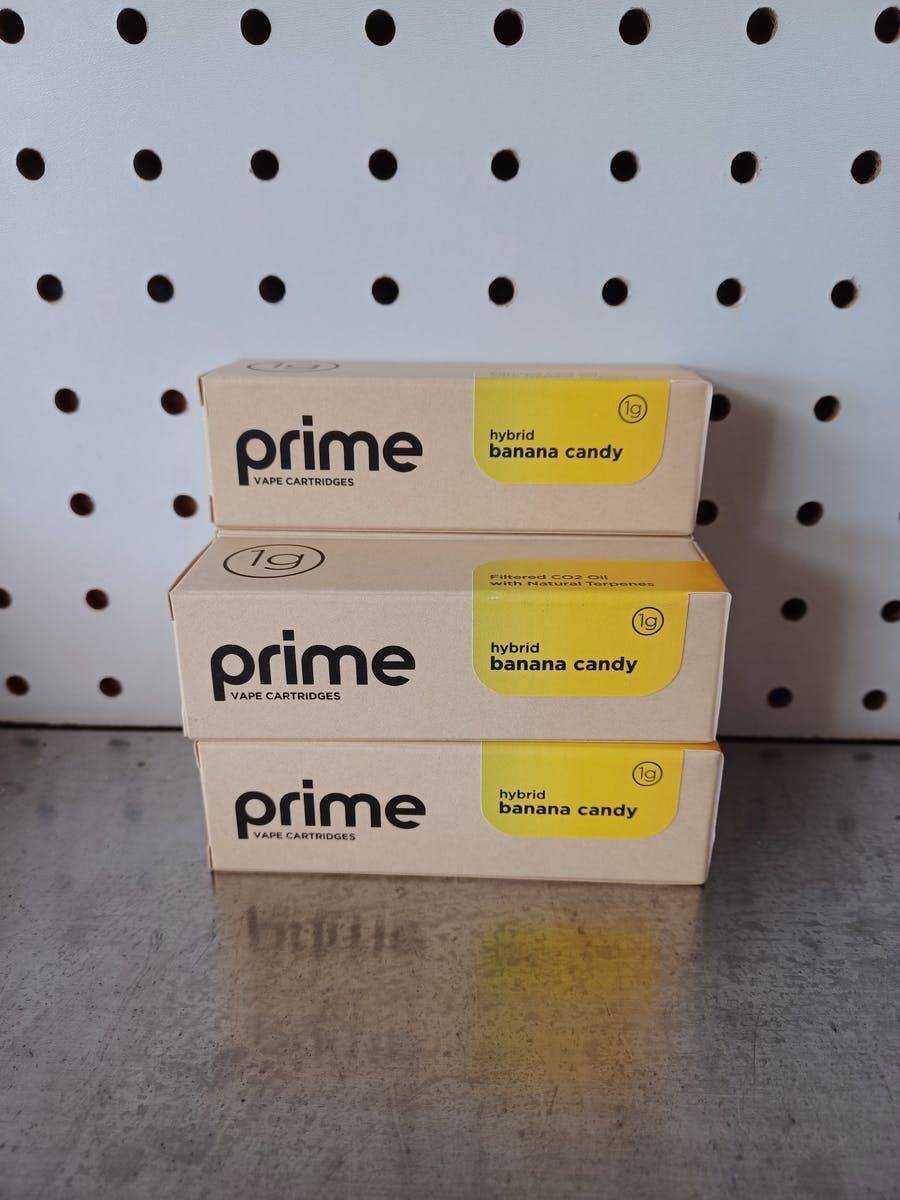 1g
prime
VAPE CARTRIDGES
1g
hybrid
banana candy
1g
Filtered CO2 Oil
with Natural Terpenes
prime
VAPE CARTRIDGES
1g
hybrid
banana candy
prime
VAPE CARTRIDGES
1g
hybrid
banana candy